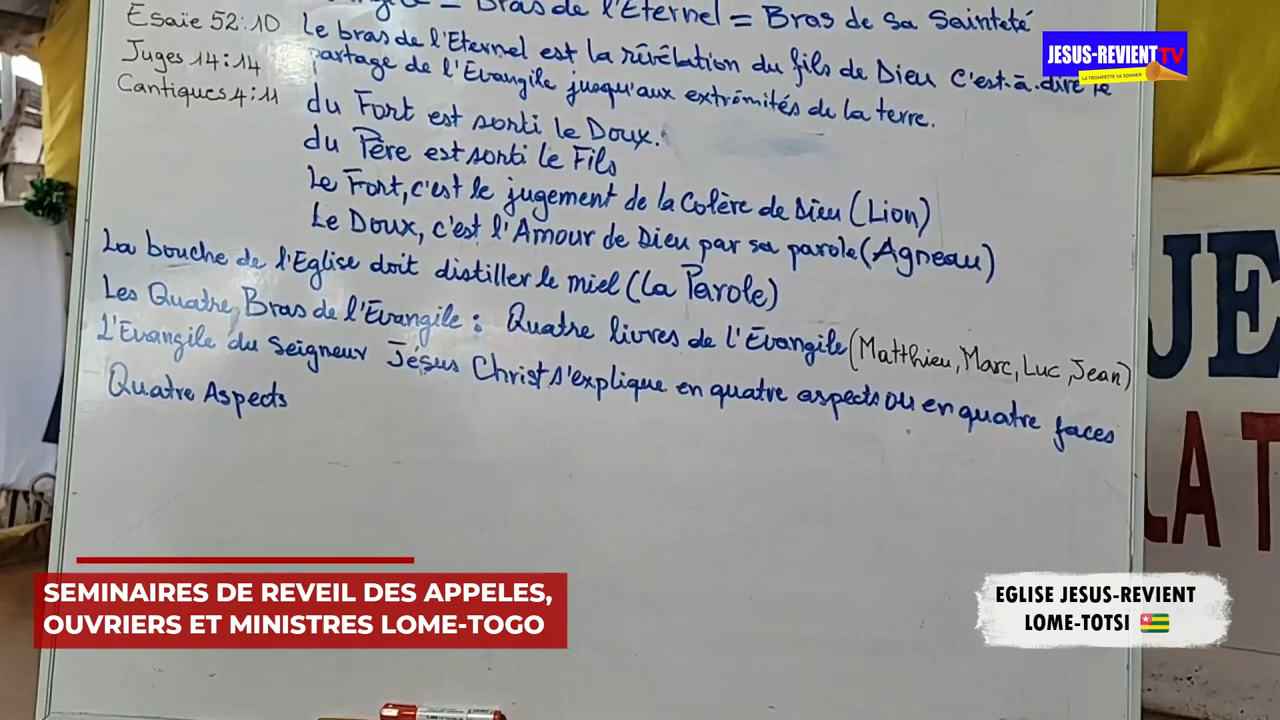 = Bras de l'Eternel = Bras de sa Sainteté
Esaïe 52:10
Juges 14:14
Cantiques 4:11
Le bras de l'Eternel est la révélation du fils de Dieu c'est-à-dire le
partage de l'Evangile jusqu'aux extrémités de la terre.
du Fort est sorti le Doux.
du Père est sorti le Fils
Le Fort, c'est le jugement de la Colère de Dieu (Lion)
Le Doux, c'est l'Amour de Dieu par sa parole (Agneau)
La bouche de l'Eglise doit distiller le miel (La Parole)
Les Quatre Bras de l'Evangile : Quatre livres de l'Evangile (Matthieu, Marc, Luc, Jean)
L'Evangile du Seigneur Jésus Christ s'explique en quatre aspects ou en quatre faces
Quatre Aspects
JESUS-REVIENT TV
LA TROMPETTE VA SONNER
JE
LA T
SEMINAIRES DE REVEIL DES APPELES,
OUVRIERS ET MINISTRES LOME-TOGO
EGLISE JESUS-REVIENT
LOME-TOTSI